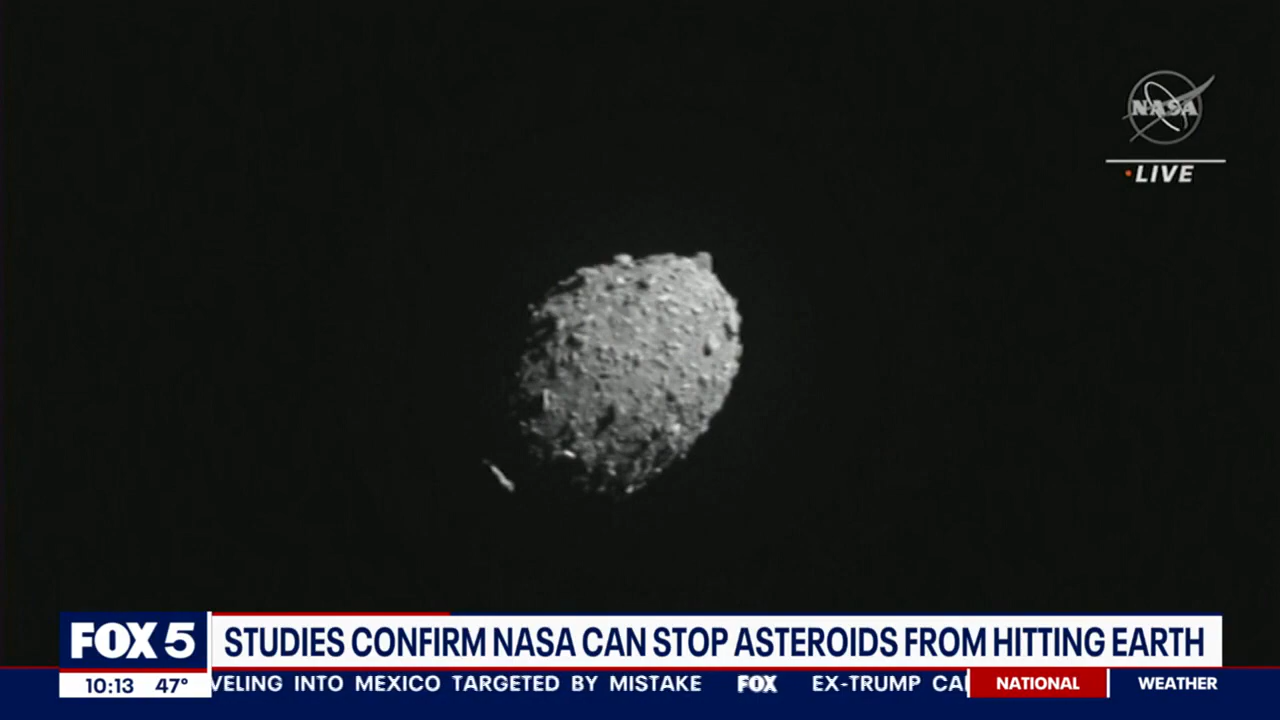 NASA
LIVE
FOX 5
STUDIES CONFIRM NASA CAN STOP ASTEROIDS FROM HITTING EARTH
10:13 47°
VELING INTO MEXICO TARGETED BY MISTAKE FOX EX-TRUMP CA
NATIONAL
WEATHER